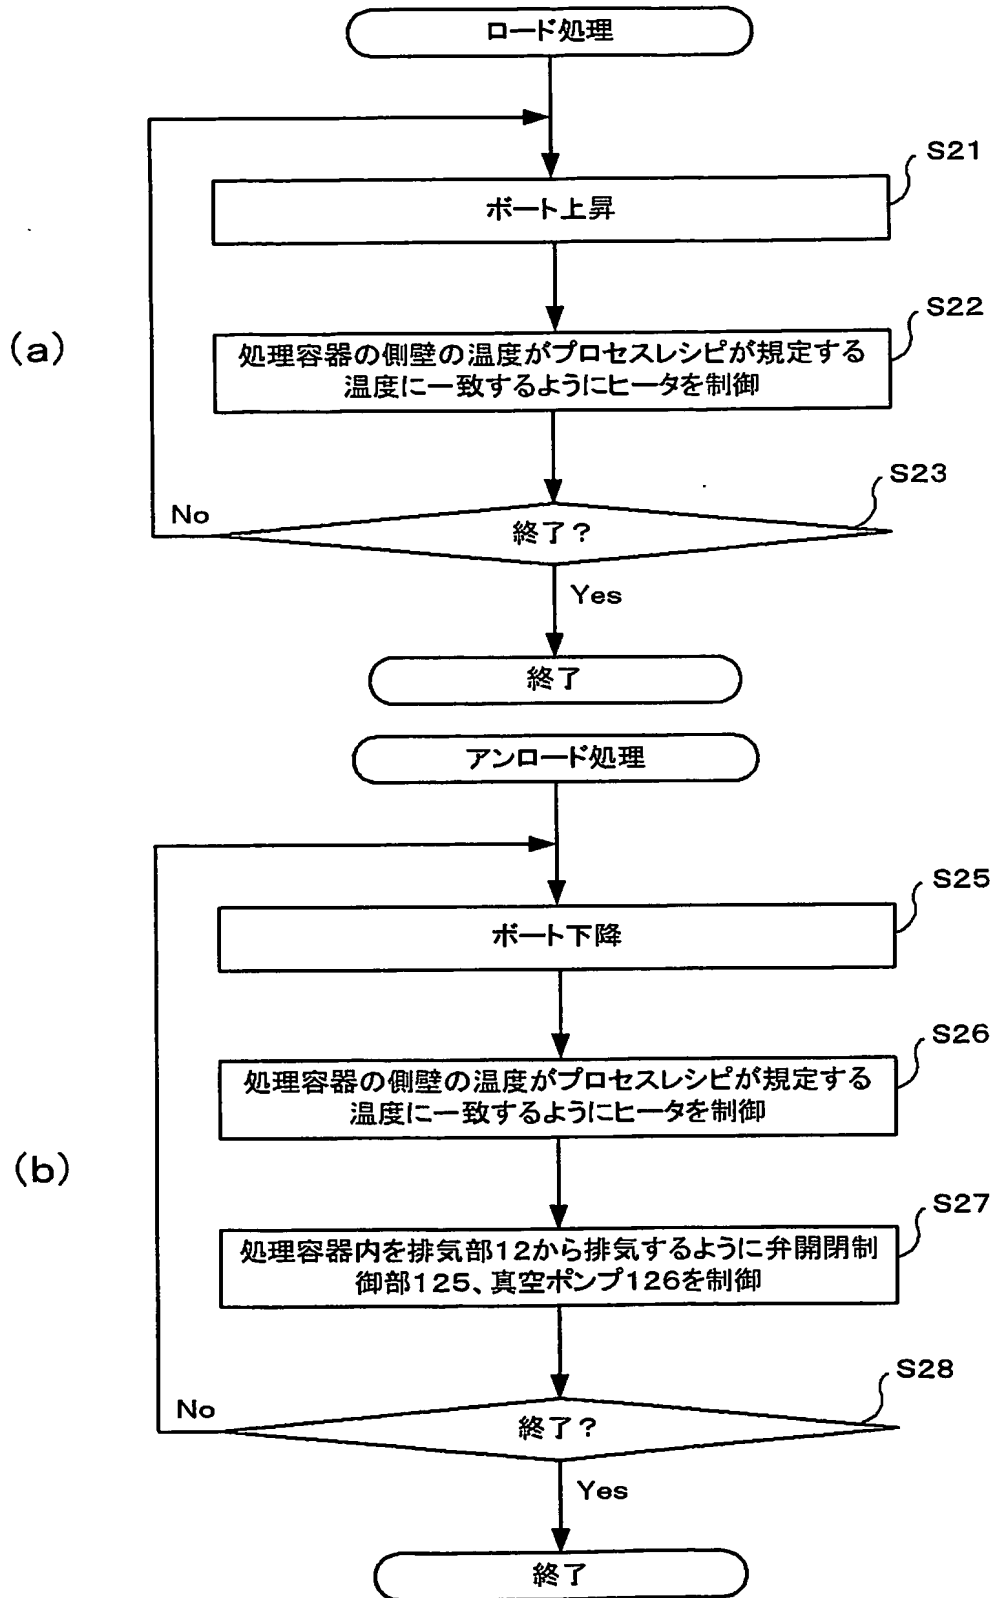 ロード処理
S21
ボート上昇
S22
(a)
処理容器の側壁の温度がプロセスレシピが規定する
温度に一致するようにヒータを制御
S23
No
終了？
Yes
終了
アンロード処理
S25
ボート下降
S26
処理容器の側壁の温度がプロセスレシピが規定する
温度に一致するようにヒータを制御
(b)
S27
処理容器内を排気部12から排気するように弁開閉制
御部125、真空ポンプ126を制御
S28
No
終了？
Yes
終了